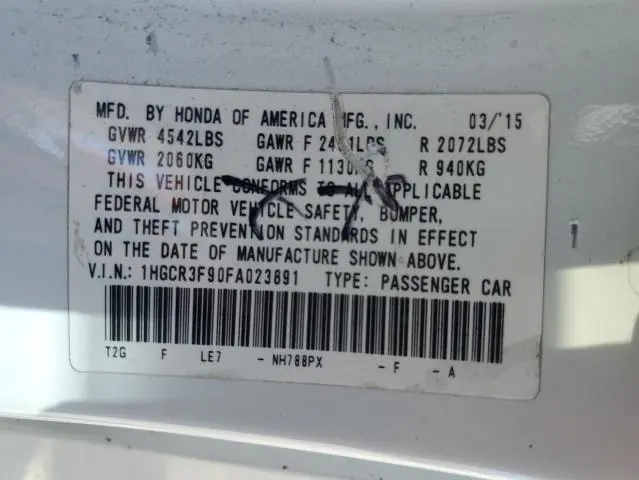 MFD. BY HONDA OF AMERICA MFG., INC. 03/'15
GVWR 4542LBS GAWR F 2491LBS R 2072LBS
GVWR 2060KG GAWR F 1130KG R 940KG
THIS VEHICLE CONFORMS TO ALL APPLICABLE
FEDERAL MOTOR VEHICLE SAFETY, BUMPER,
AND THEFT PREVENTION STANDARDS IN EFFECT
ON THE DATE OF MANUFACTURE SHOWN ABOVE.
V.I.N.: 1HGCR3F90FA023891 TYPE: PASSENGER CAR
T2G F LE7 - NH788PX - F - A